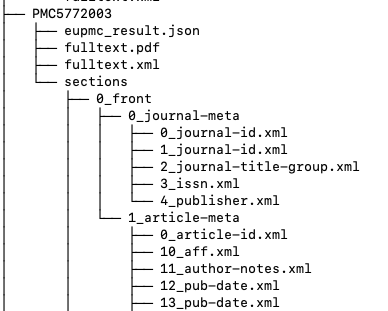 PMC5772003
eupmc_result.json
fulltext.pdf
fulltext.xml
sections
0_front
0_journal-meta
0_journal-id.xml
1_journal-id.xml
2_journal-title-group.xml
3_issn.xml
4_publisher.xml
1_article-meta
0_article-id.xml
10_aff.xml
11_author-notes.xml
12_pub-date.xml
13_pub-date.xml